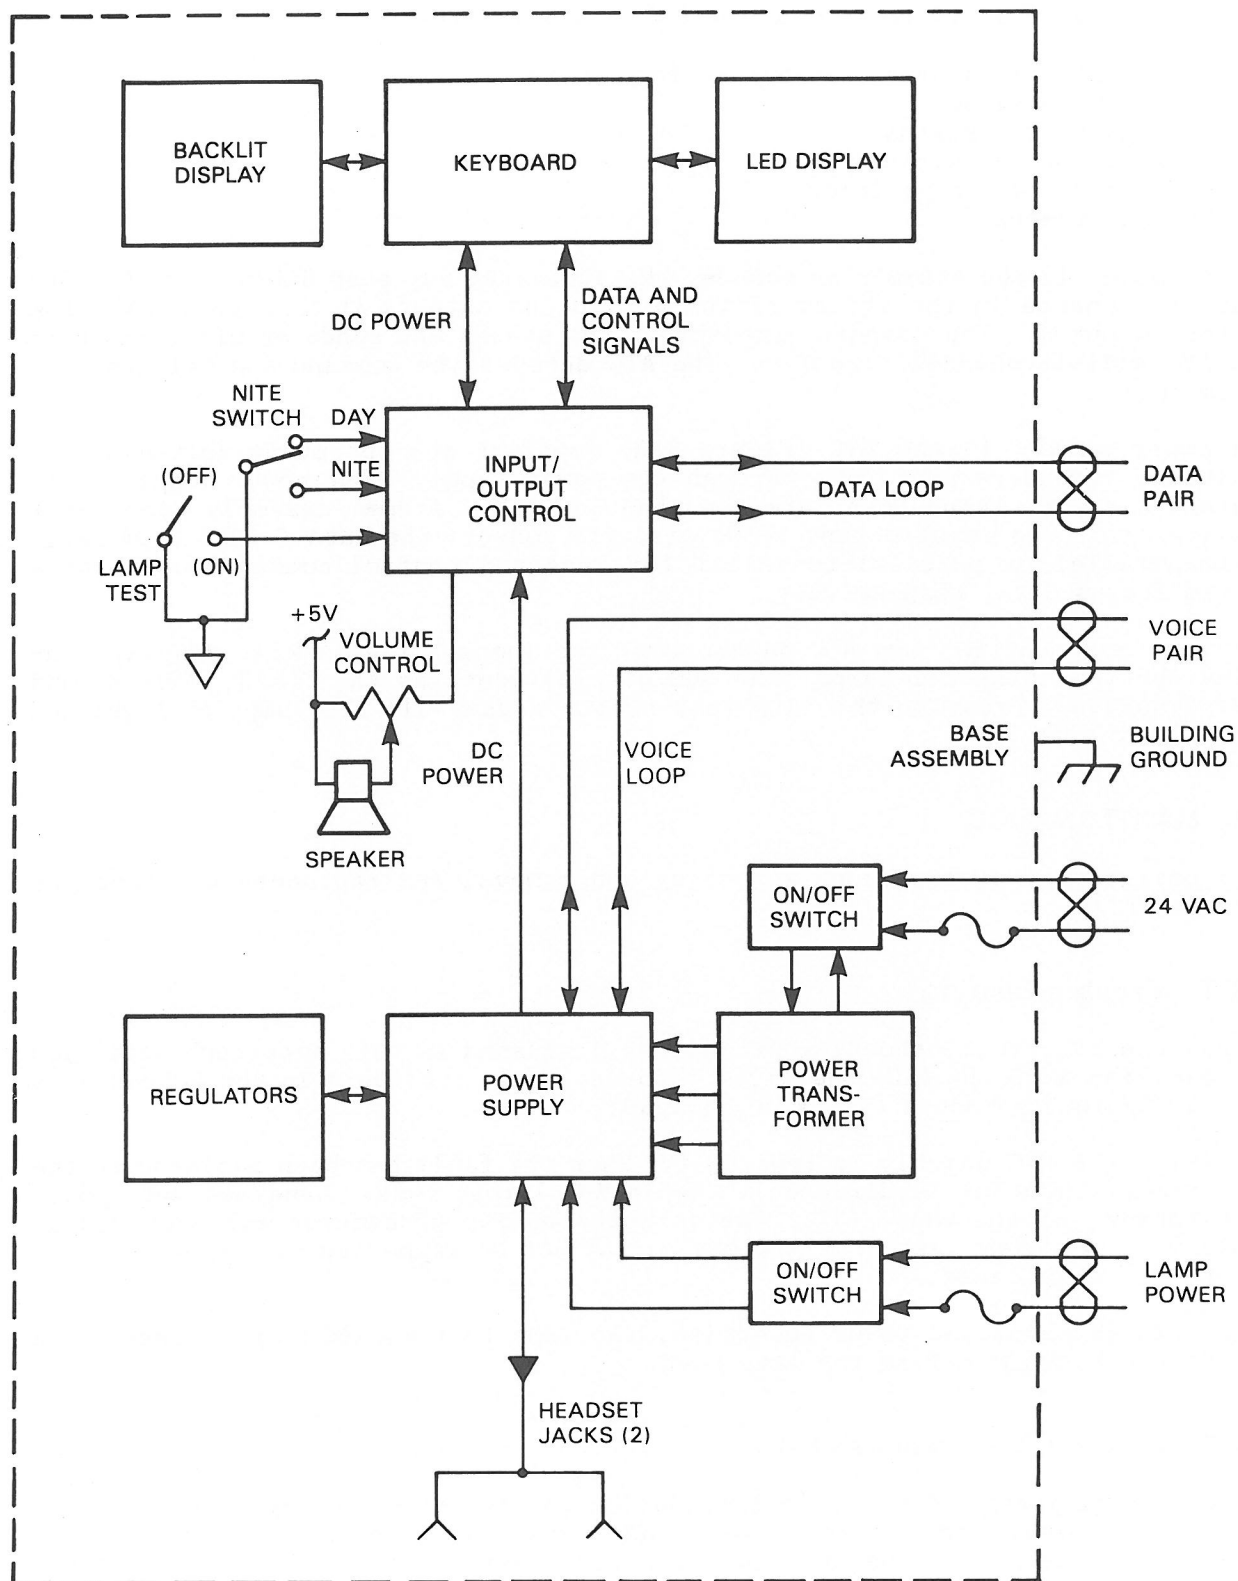 BACKLIT
DISPLAY
KEYBOARD
LED DISPLAY
DC POWER
DATA AND
CONTROL
SIGNALS
NITE
SWITCH
DAY
NITE
(OFF)
(ON)
LAMP
TEST
INPUT/
OUTPUT
CONTROL
DATA LOOP
DATA
PAIR
+5V
VOLUME
CONTROL
SPEAKER
DC
POWER
VOICE
LOOP
VOICE
PAIR
BASE
ASSEMBLY
BUILDING
GROUND
ON/OFF
SWITCH
24 VAC
REGULATORS
POWER
SUPPLY
POWER
TRANS-
FORMER
ON/OFF
SWITCH
LAMP
POWER
HEADSET
JACKS (2)